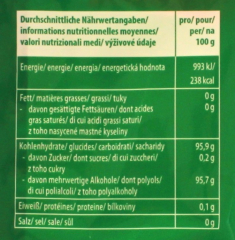 Durchschnittliche Nährwertangaben/
informations nutritionnelles moyennes/
valori nutrizionali medi/ výživové údaje
pro/ pour/
per/ na
100 g
Energie/ energie/ energia/ energetická hodnota
993 kJ/
238 kcal
Fett/ matières grasses/ grassi/ tuky
0 g
- davon gesättigte Fettsäuren/ dont acides
0 g
gras saturés/ di cui acidi grassi saturi/
z toho nasycené mastné kyseliny
Kohlenhydrate/ glucides/ carboidrati/ sacharidy
95,9 g
- davon Zucker/ dont sucres/ di cui zuccheri/
0,2 g
z toho cukry
- davon mehrwertige Alkohole/ dont polyols/
95,7 g
di cui polialcoli/ z toho polyalkoholy
Eiweiß/ protéines/ proteine/ bílkoviny
0,1 g
Salz/ sel/ sale/ sůl
0 g